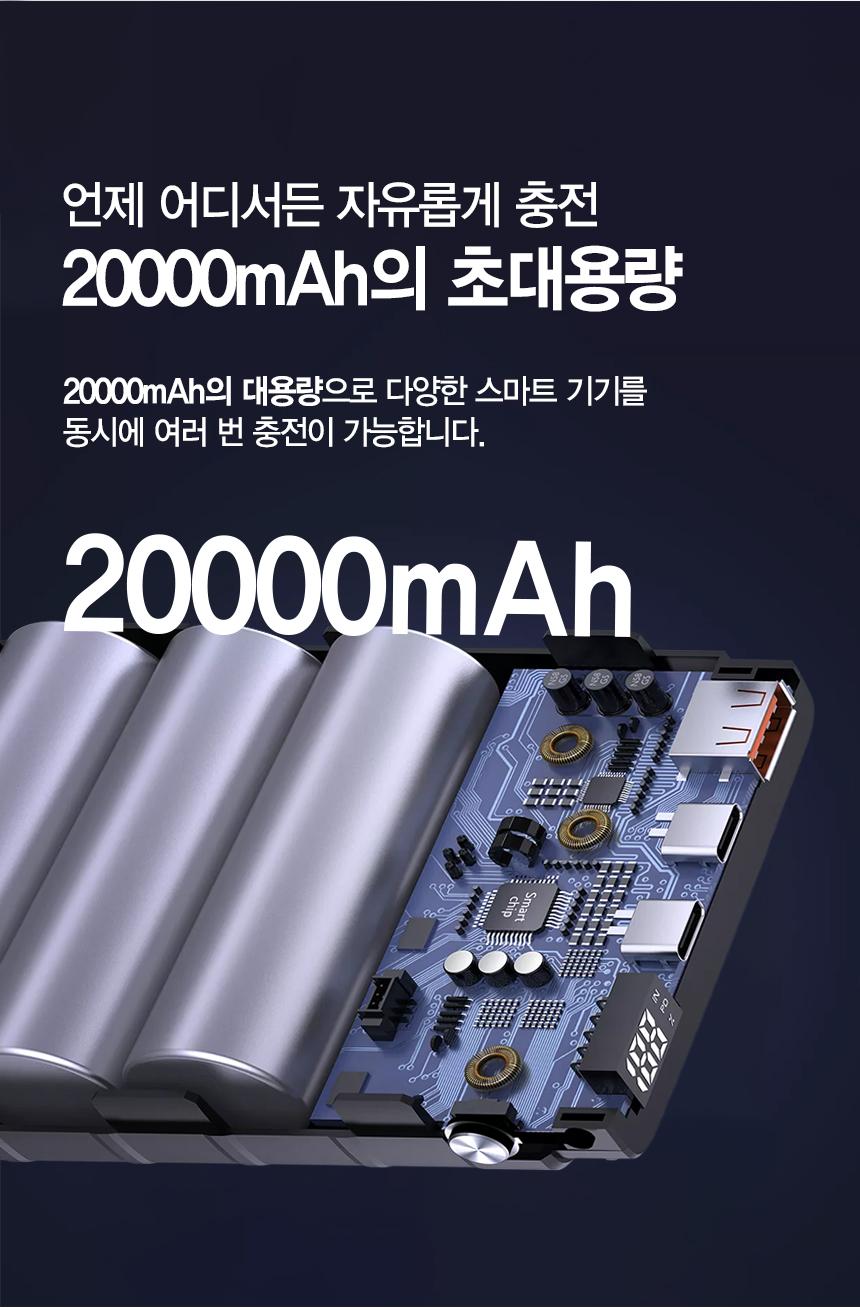 언제 어디서든 자유롭게 충전
20000mAh의 초대용량
20000mAh의 대용량으로 다양한 스마트 기기를
동시에 여러 번 충전이 가능합니다.
20000mAh
Smart
chip
88